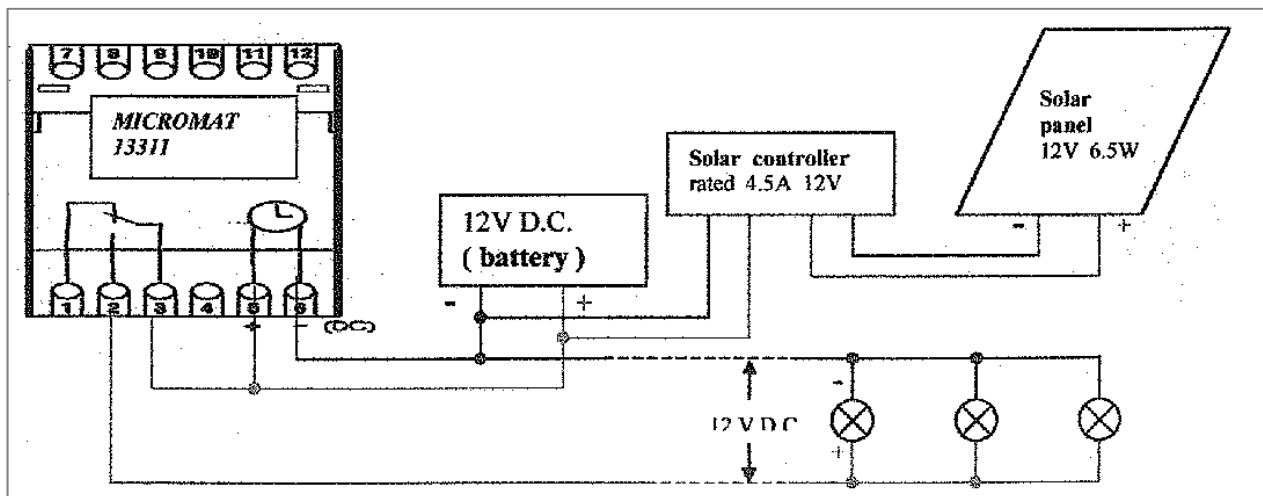 7 8 9 10 11 12
MICROMAT
13311
1 2 3 4 5 6
+ - (DC)
12V D.C.
( battery )
- +
Solar controller
rated 4.5A 12V
Solar
panel
12V 6.5W
- +
12 V D C
-
+